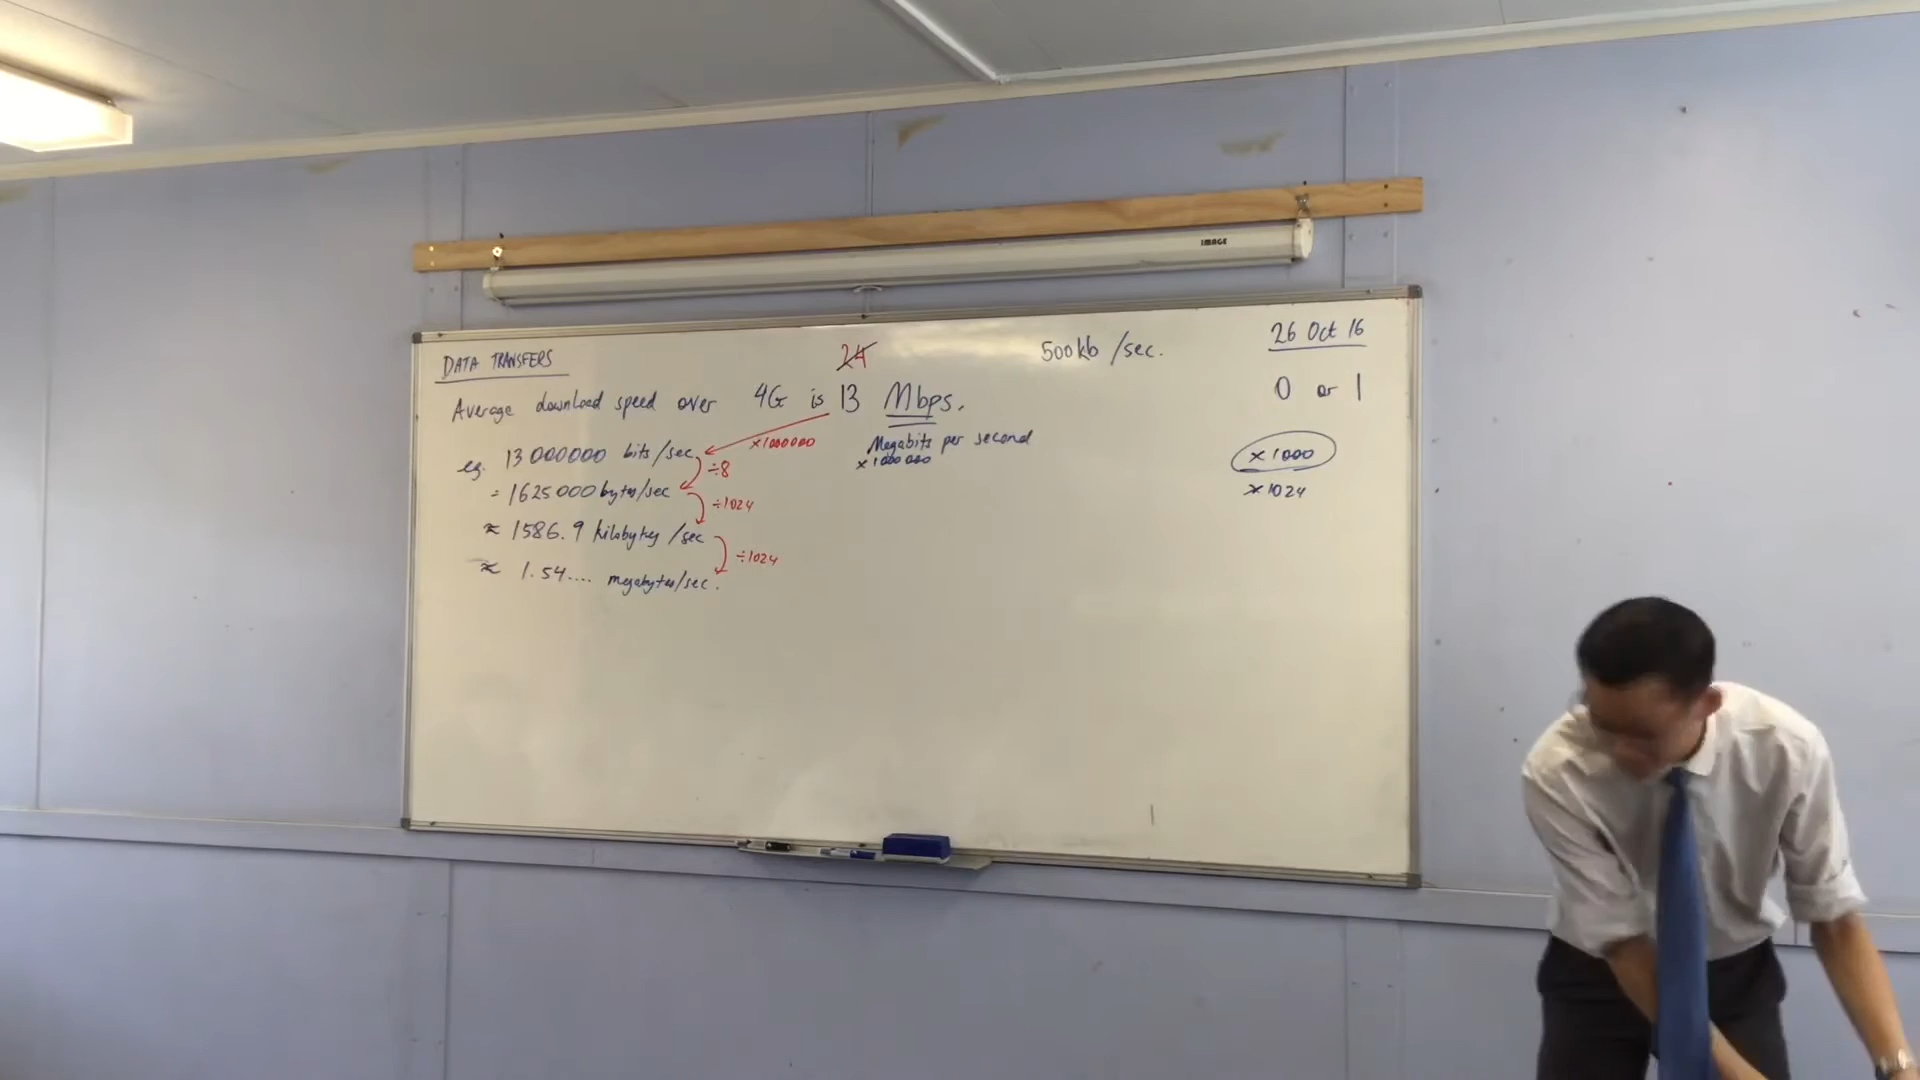 IMAGE
26 Oct 16
DATA TRANSFERS
24
500kb /sec.
Average download speed over 4G is 13 Mbps.
0 or 1
Megabits per second
×1000000
eg. 13 000000 bits/sec ×1000000
÷8
= 1625000 bytes/sec
÷1024
≈ 1586.9 kilobytes /sec
÷1024
≈ 1.54.... megabytes/sec.
×1000
×1024